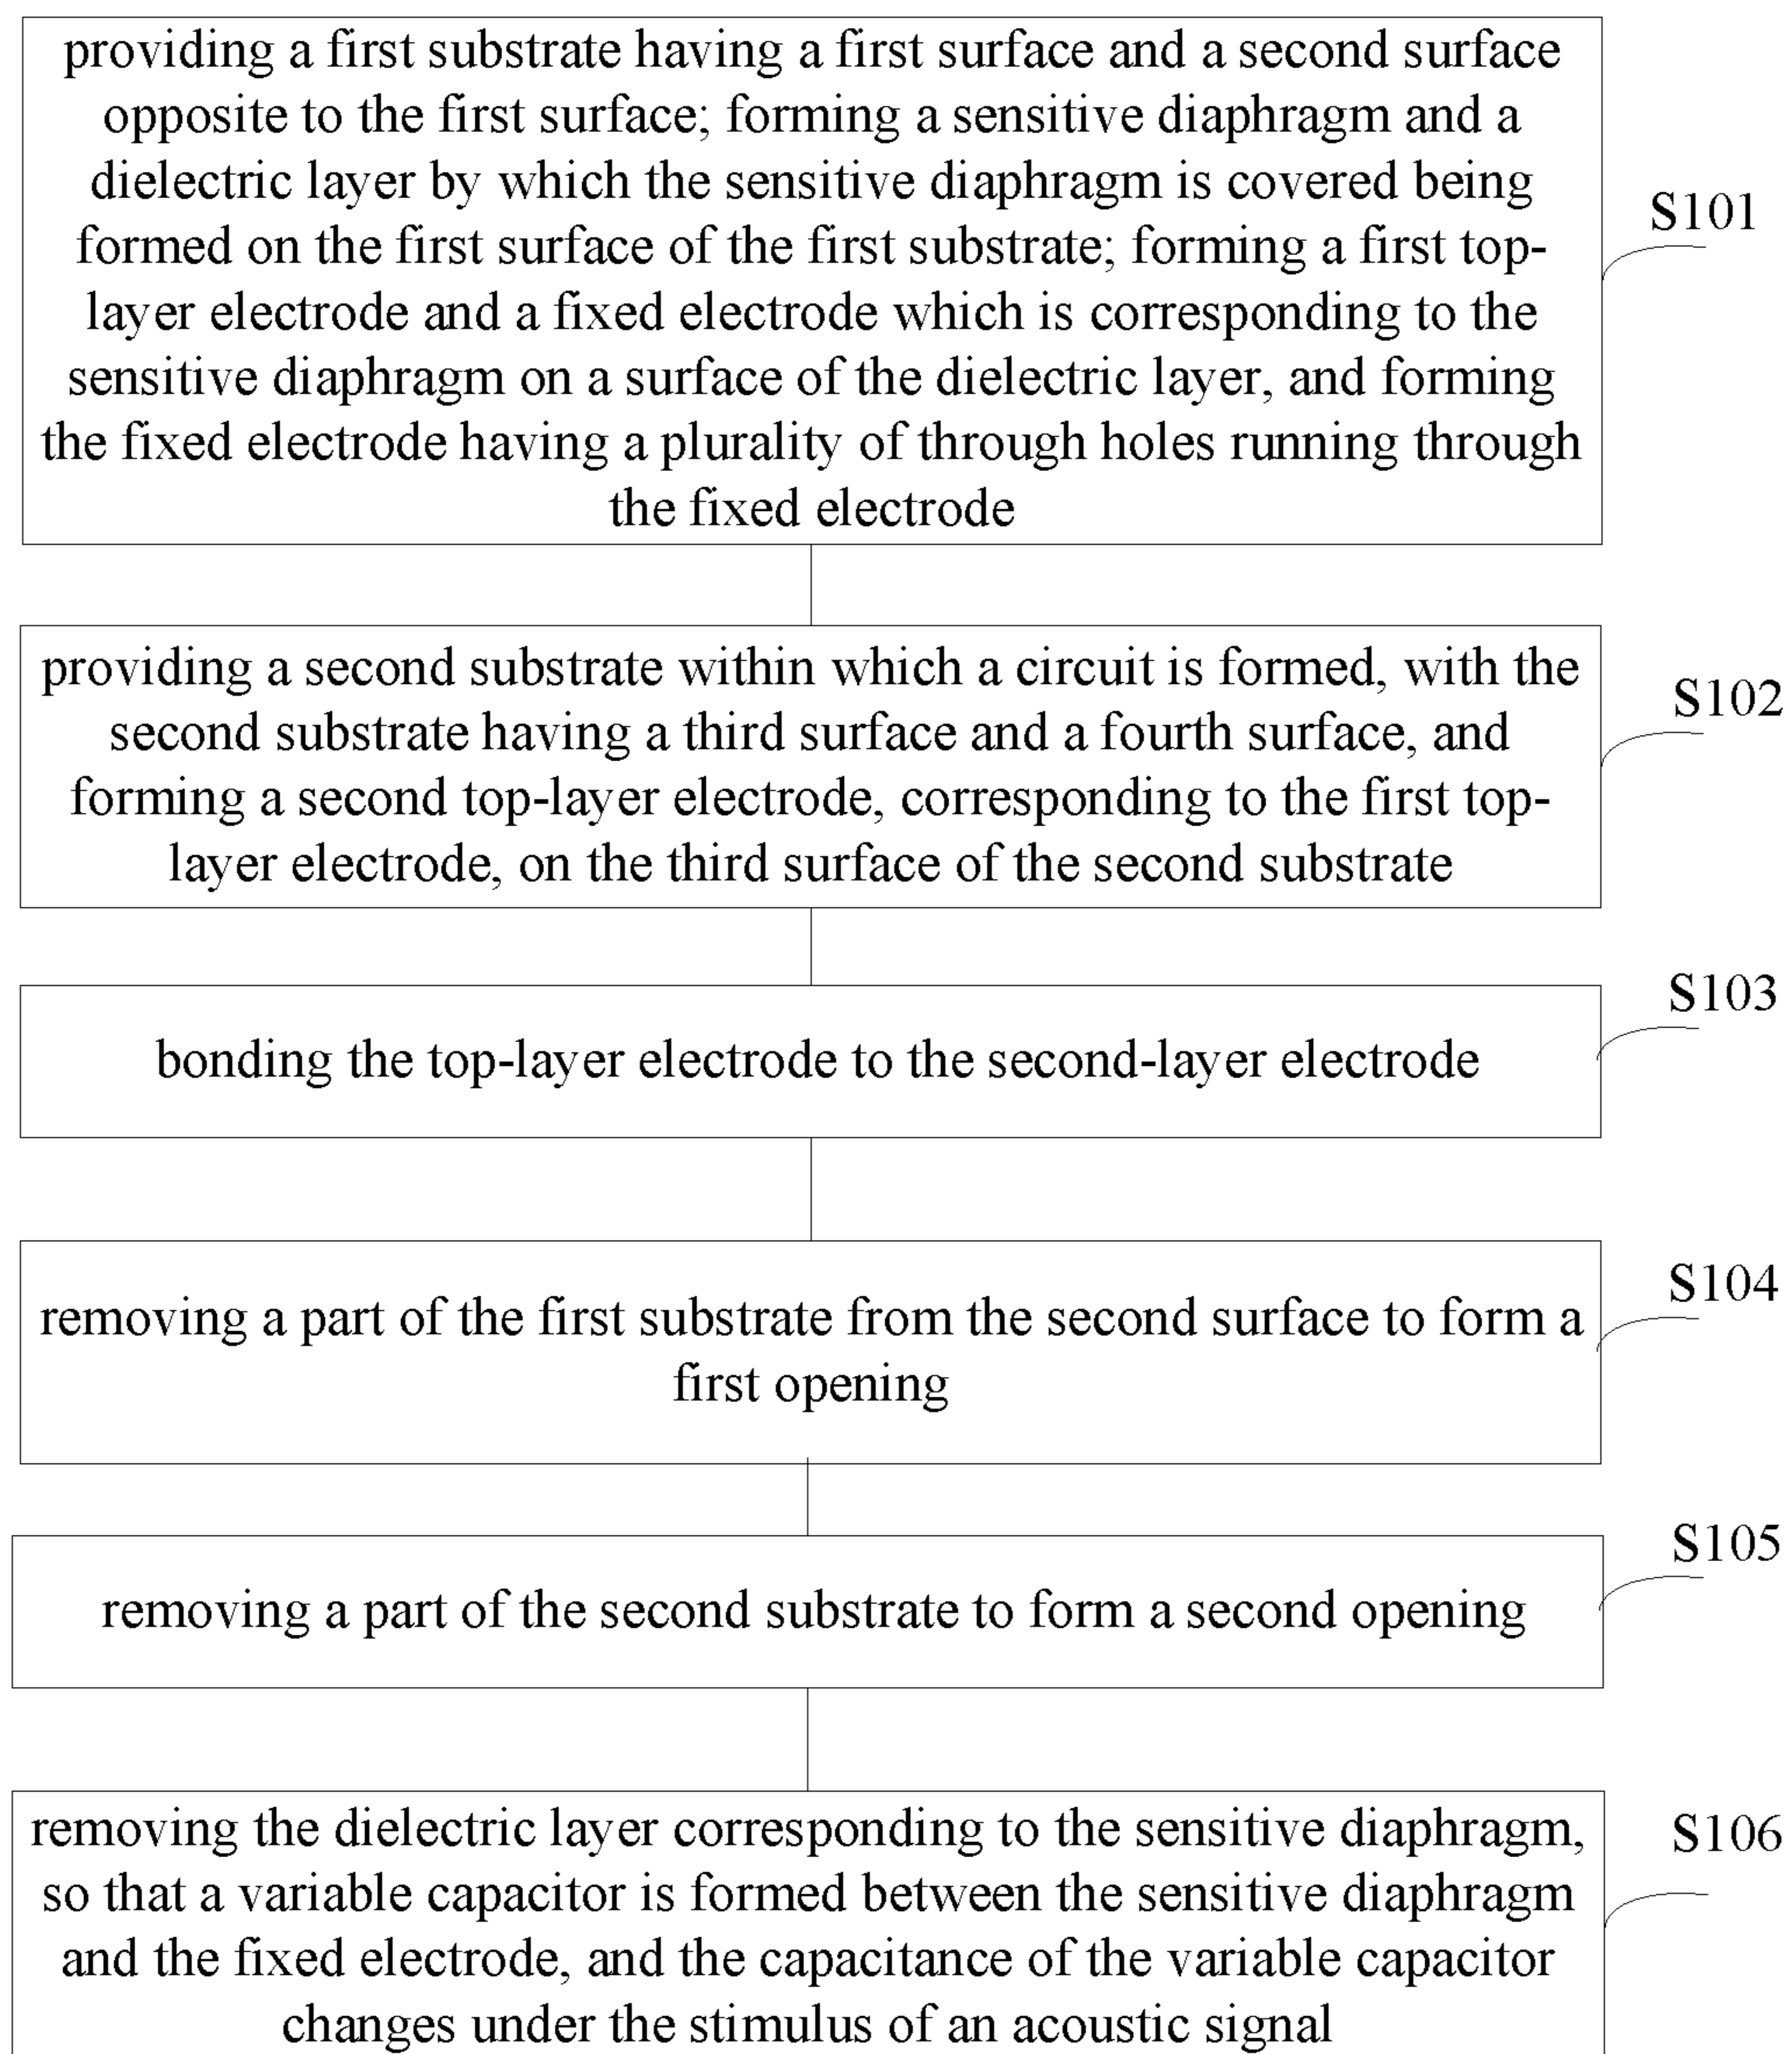 providing a first substrate having a first surface and a second surface
opposite to the first surface; forming a sensitive diaphragm and a
dielectric layer by which the sensitive diaphragm is covered being
formed on the first surface of the first substrate; forming a first top-
layer electrode and a fixed electrode which is corresponding to the
sensitive diaphragm on a surface of the dielectric layer, and forming
the fixed electrode having a plurality of through holes running through
the fixed electrode
S101
providing a second substrate within which a circuit is formed, with the
second substrate having a third surface and a fourth surface, and
forming a second top-layer electrode, corresponding to the first top-
layer electrode, on the third surface of the second substrate
S102
bonding the top-layer electrode to the second-layer electrode
S103
removing a part of the first substrate from the second surface to form a
first opening
S104
removing a part of the second substrate to form a second opening
S105
removing the dielectric layer corresponding to the sensitive diaphragm,
so that a variable capacitor is formed between the sensitive diaphragm
and the fixed electrode, and the capacitance of the variable capacitor
changes under the stimulus of an acoustic signal
S106